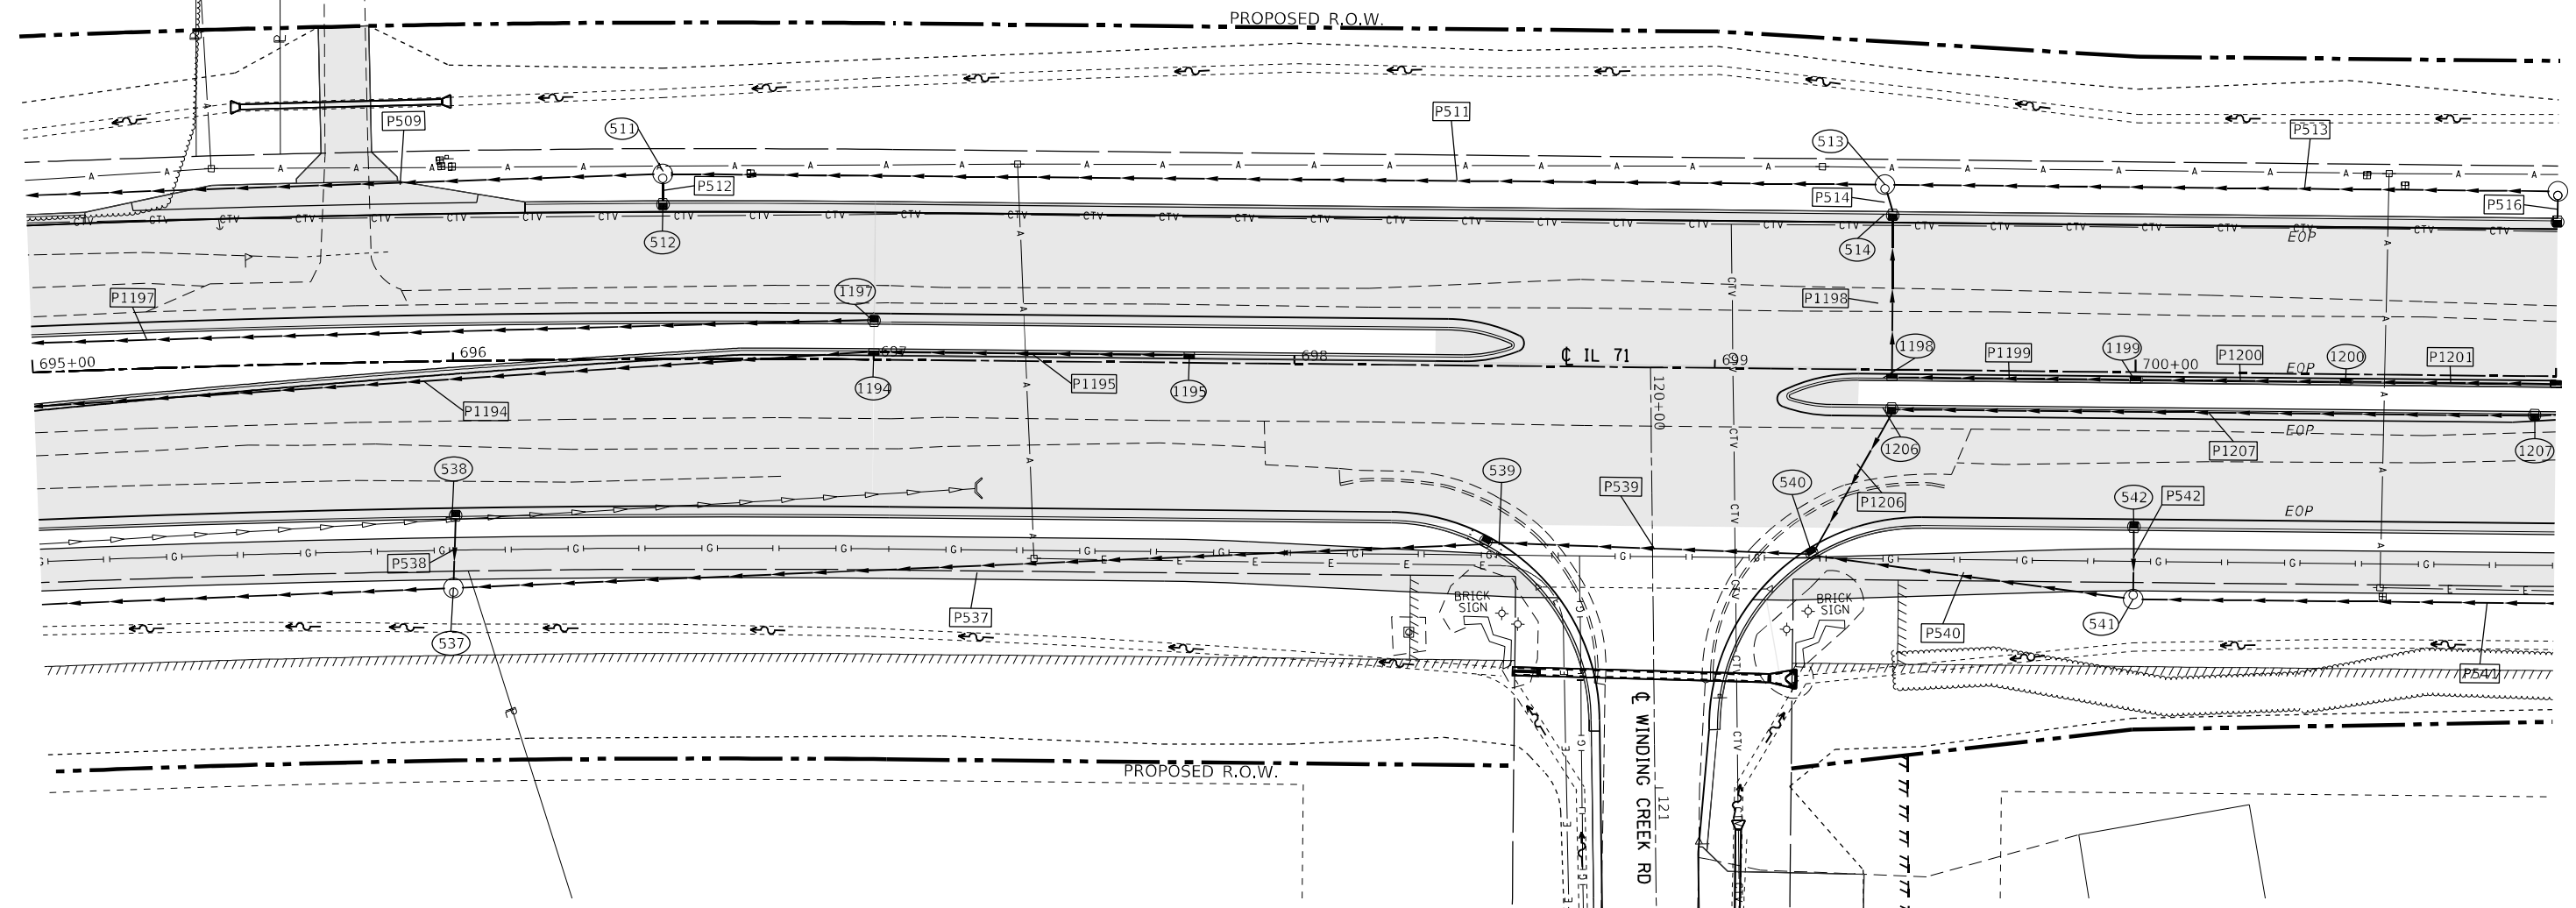 PROPOSED R.O.W.
P509
511
P511
513
P513
P512
P514
P516
512
514
EOP
P1197
1197
P1198
695+00
696
697
698
℄ IL 71
699
1198
P1199
1199
700+00
P1200
1200
EOP
P1201
P1194
1194
P1195
1195
120+00
EOP
1206
P1207
1207
538
539
P539
540
P1206
542
P542
EOP
P538
537
P537
BRICK
SIGN
BRICK
SIGN
P540
541
P541
℄ WINDING CREEK RD
121
PROPOSED R.O.W.